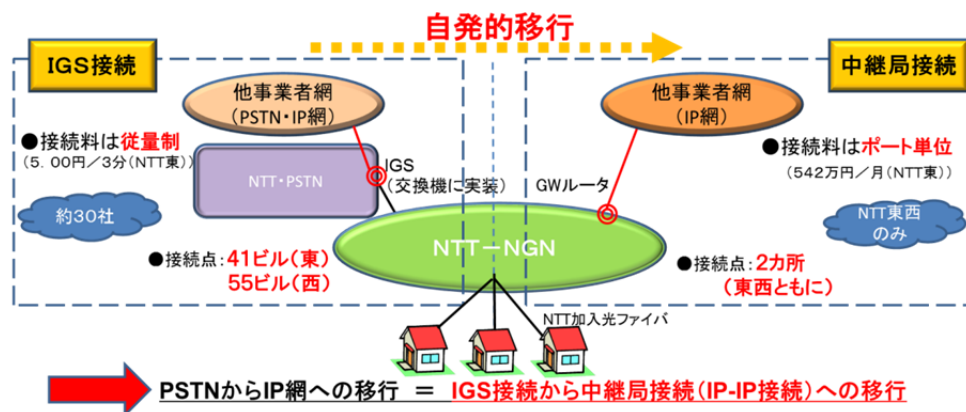 自発的移行
IGS接続
中継局接続
他事業者網
(PSTN・IP網)
他事業者網
(IP網)
●接続料は従量制
(5.00円/3分(NTT東))
●接続料はポート単位
(542万円/月(NTT東))
NTT・PSTN
IGS
(交換機に実装)
GWルータ
約30社
NTT東西
のみ
NTT-NGN
●接続点:41ビル(東)
55ビル(西)
●接続点:2カ所
(東西ともに)
NTT加入光ファイバ
PSTNからIP網への移行 = IGS接続から中継局接続(IP-IP接続)への移行